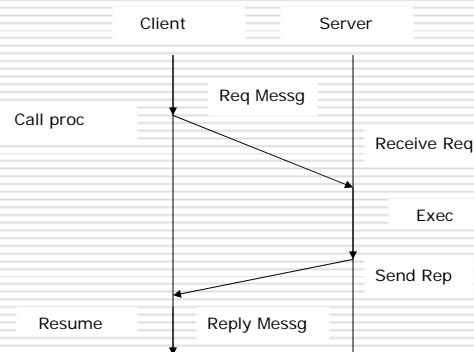 Client
Server
Req Messg
Call proc
Receive Req
Exec
Send Rep
Resume
Reply Messg